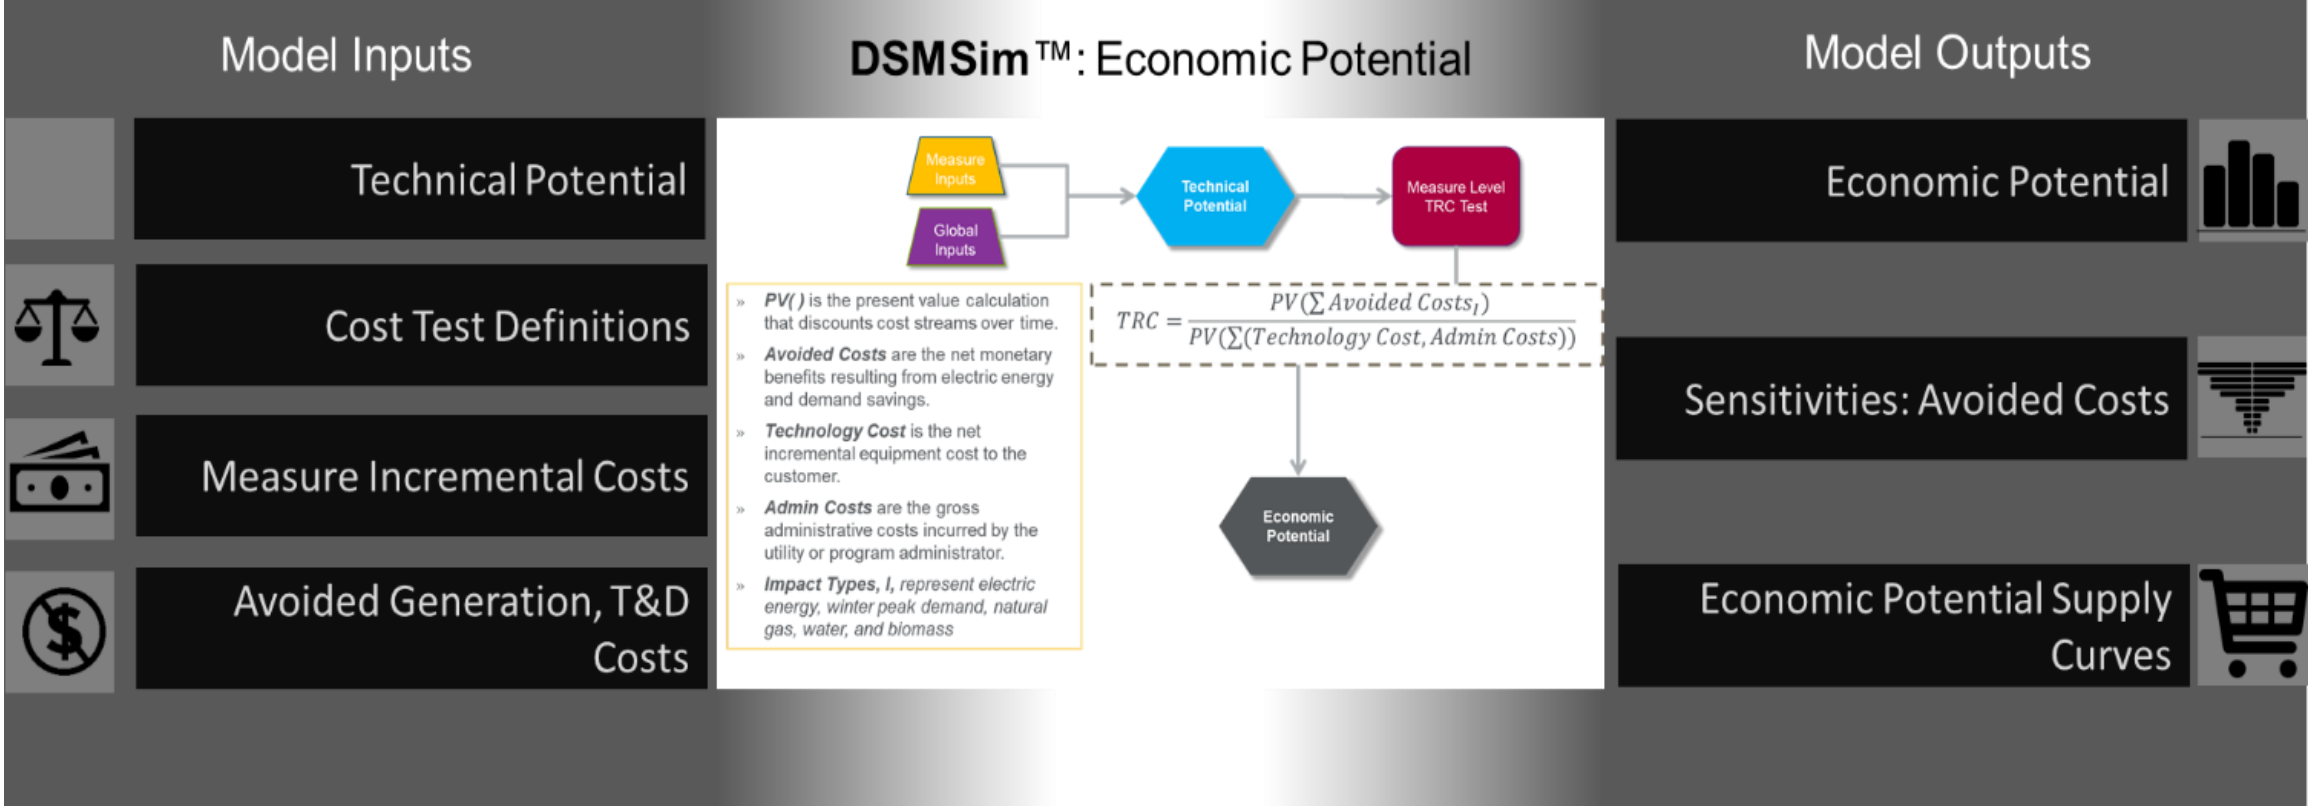 Model Inputs
Technical Potential
Cost Test Definitions
Measure Incremental Costs
Avoided Generation, T&D
Costs
DSMSim™: Economic Potential
Measure
Inputs
Global
Inputs
Technical
Potential
Measure Level
TRC Test
» PV( ) is the present value calculation
that discounts cost streams over time.
» Avoided Costs are the net monetary
benefits resulting from electric energy
and demand savings.
» Technology Cost is the net
incremental equipment cost to the
customer.
» Admin Costs are the gross
administrative costs incurred by the
utility or program administrator.
» Impact Types, I, represent electric
energy, winter peak demand, natural
gas, water, and biomass
PV(∑ Avoided Costs_I)
TRC =
PV(∑(Technology Cost, Admin Costs))
Economic
Potential
Model Outputs
Economic Potential
Sensitivities: Avoided Costs
Economic Potential Supply
Curves